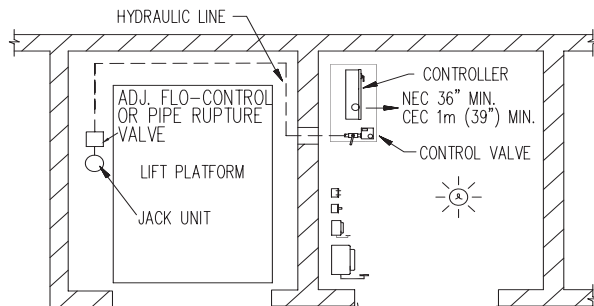 HYDRAULIC LINE
ADJ. FLO-CONTROL
OR PIPE RUPTURE
VALVE
LIFT PLATFORM
JACK UNIT
CONTROLLER
NEC 36" MIN.
CEC 1m (39") MIN.
CONTROL VALVE